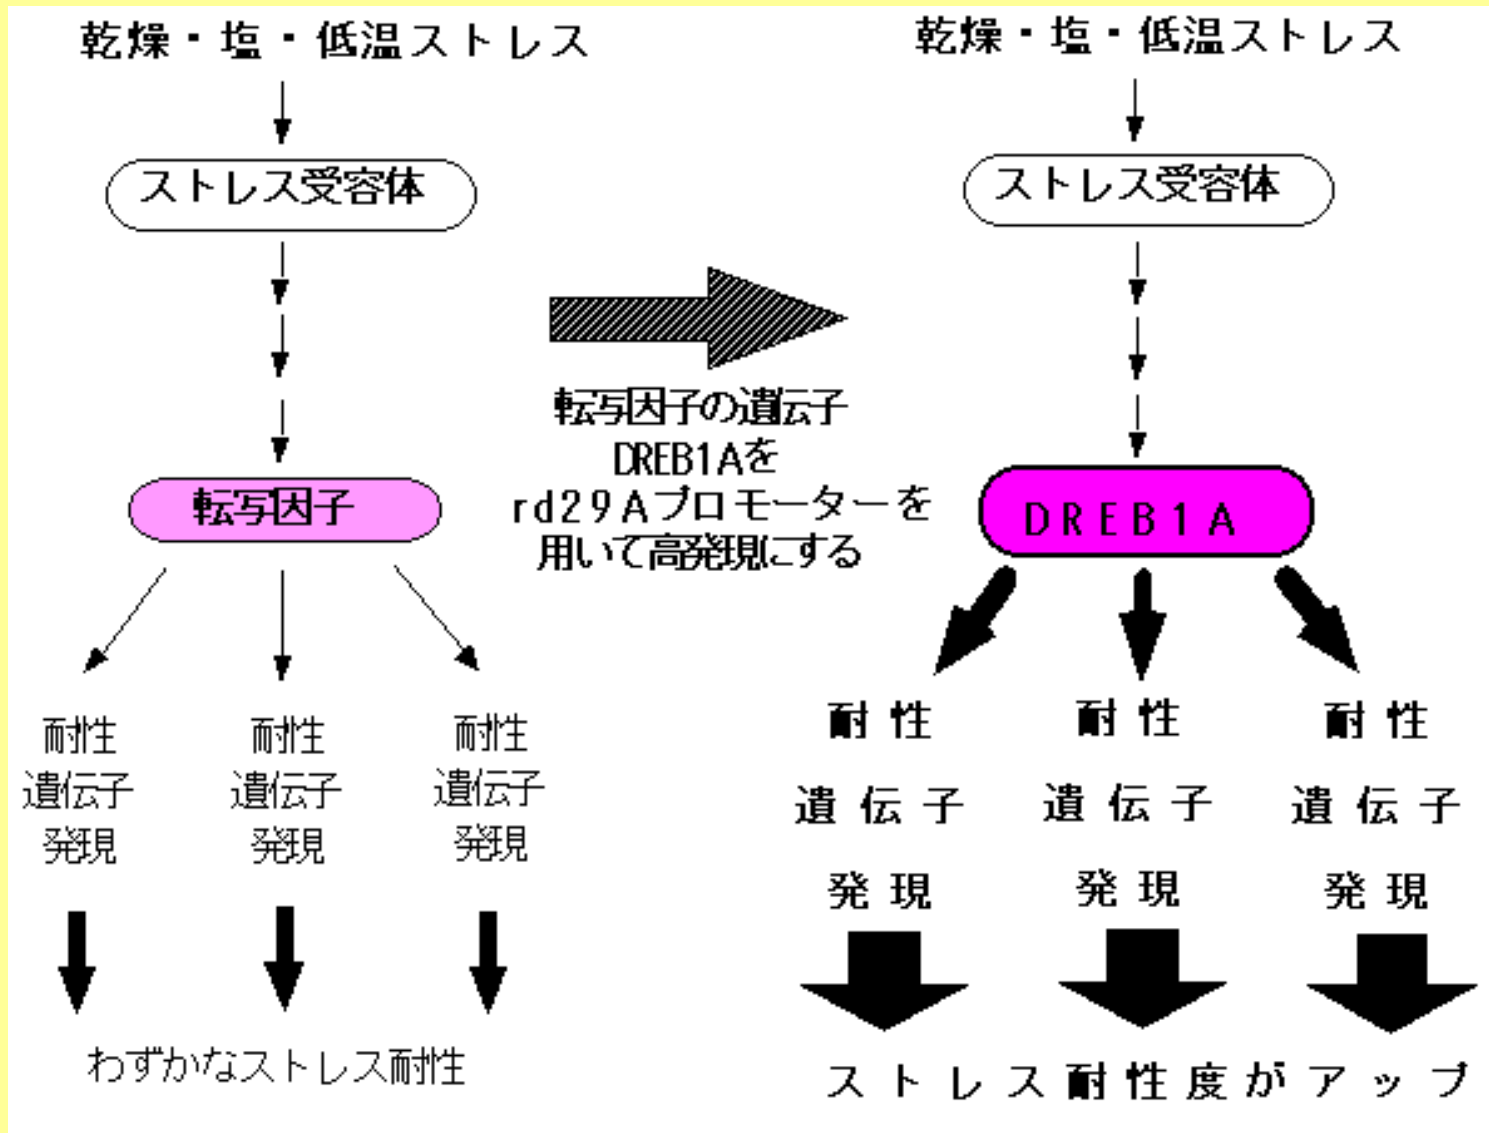 乾燥・塩・低温ストレス
ストレス受容体
転写因子
耐性
遺伝子
発現
耐性
遺伝子
発現
耐性
遺伝子
発現
わずかなストレス耐性
転写因子の遺伝子
DREB1Aを
rd29Aプロモーターを
用いて高発現にする
乾燥・塩・低温ストレス
ストレス受容体
DREB1A
耐性
遺伝子
発現
耐性
遺伝子
発現
耐性
遺伝子
発現
ストレス耐性度がアップ